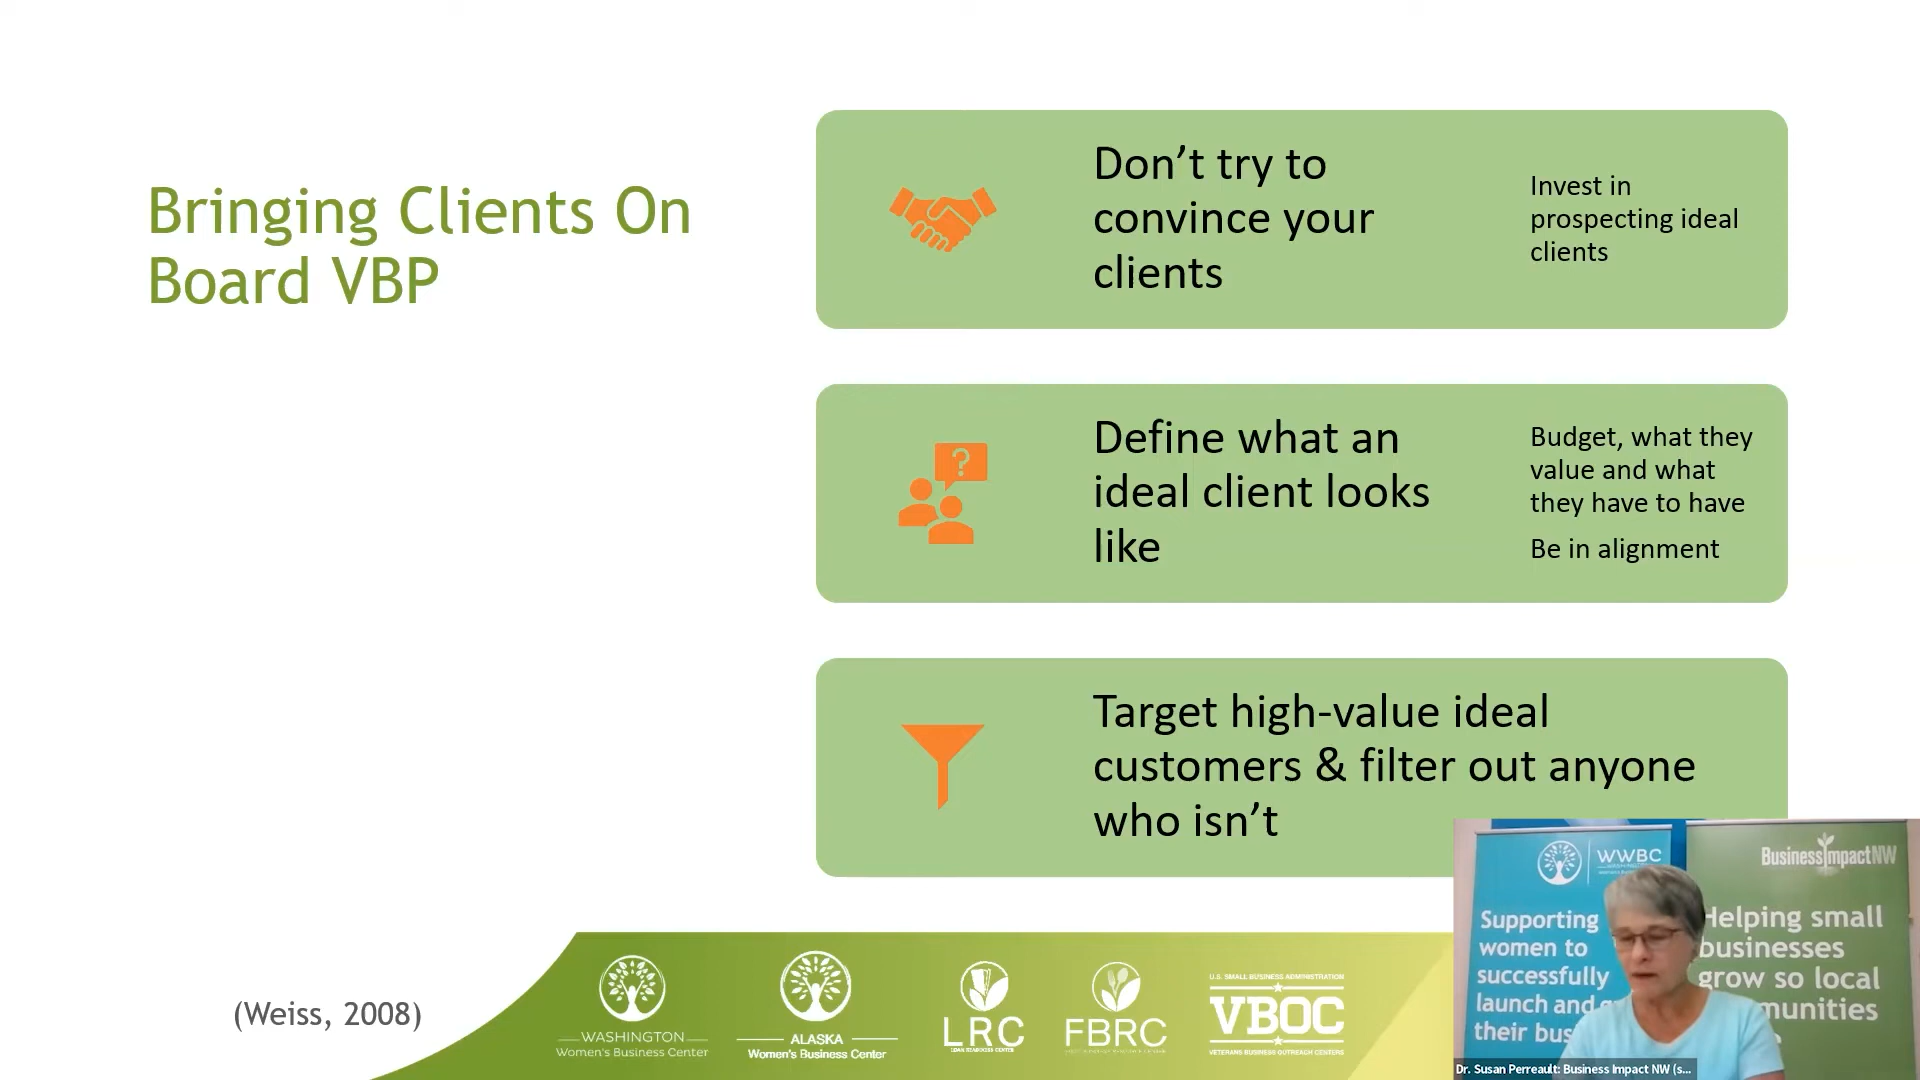 Bringing Clients On
Board VBP
Don’t try to
convince your
clients
Invest in
prospecting ideal
clients
?
Define what an
ideal client looks
like
Budget, what they
value and what
they have to have
Be in alignment
Target high-value ideal
customers & filter out anyone
who isn’t
(Weiss, 2008)
WASHINGTON
Women's Business Center
ALASKA
Women's Business Center
LRC
LOAN READINESS CENTER
FBRC
U.S. SMALL BUSINESS ADMINISTRATION
VBOC
VETERANS BUSINESS OUTREACH CENTERS
WWBC
Supporting
women to
successfully
launch and
their
BusinessImpactNW
Helping small
businesses
grow so local
Dr. Susan Perreault: Business Impact NW (s...